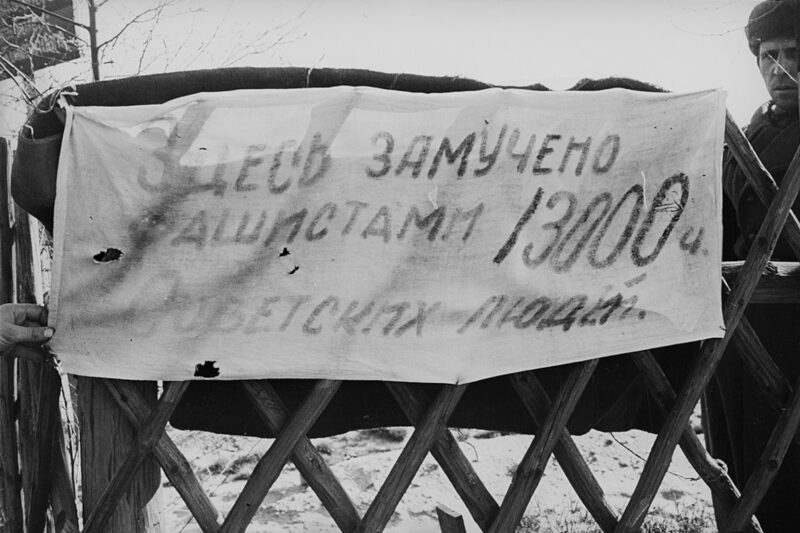 ЗДЕСЬ ЗАМУЧЕНО
ФАШИСТАМИ 13000 ч.
СОВЕТСКИХ ЛЮДЕЙ.